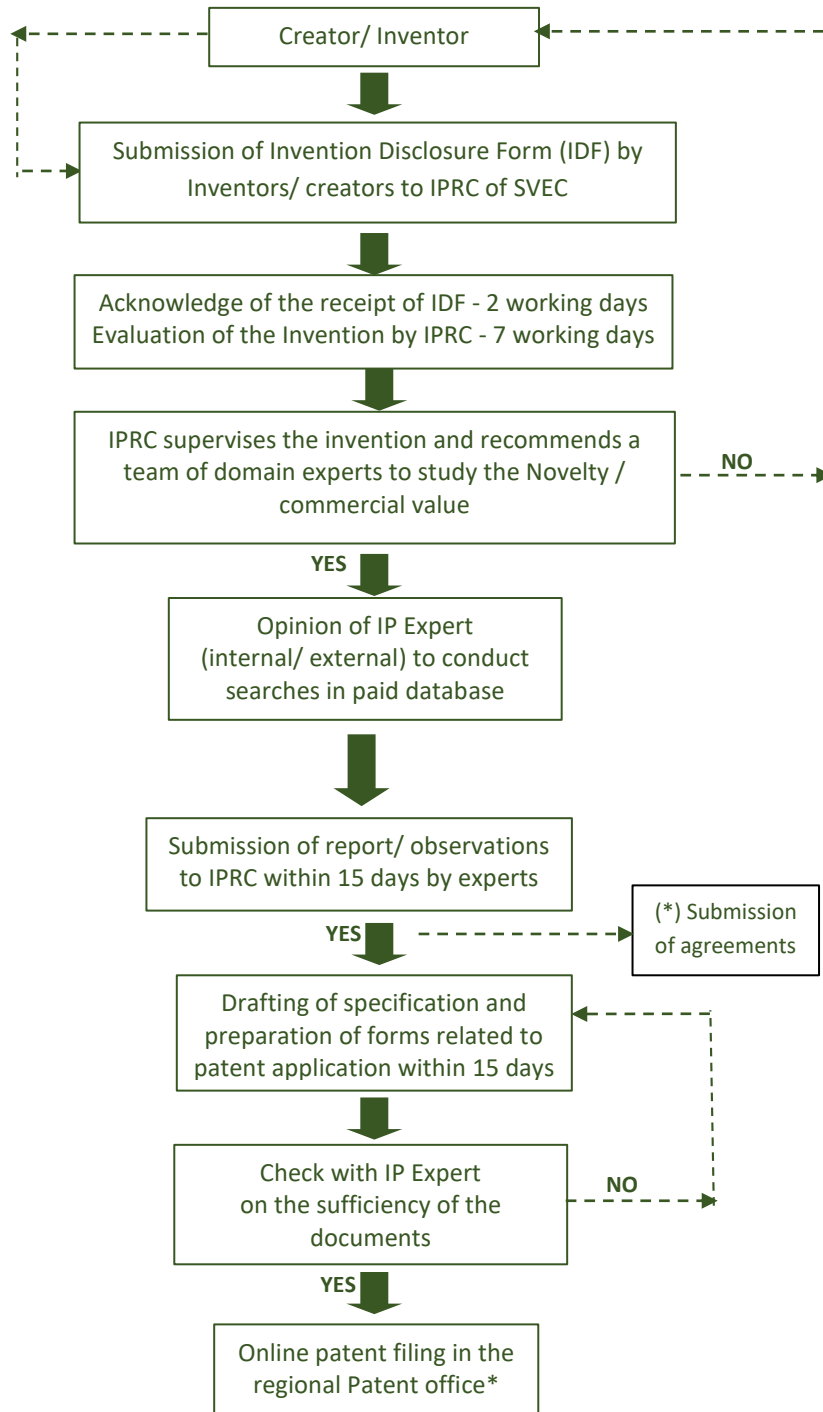 Creator/ Inventor
Submission of Invention Disclosure Form (IDF) by
Inventors/ creators to IPRC of SVEC
Acknowledge of the receipt of IDF - 2 working days
Evaluation of the Invention by IPRC - 7 working days
IPRC supervises the invention and recommends a
team of domain experts to study the Novelty /
commercial value
NO
YES
Opinion of IP Expert
(internal/ external) to conduct
searches in paid database
Submission of report/ observations
to IPRC within 15 days by experts
(*) Submission
of agreements
YES
Drafting of specification and
preparation of forms related to
patent application within 15 days
Check with IP Expert
on the sufficiency of the
documents
NO
YES
Online patent filing in the
regional Patent office*